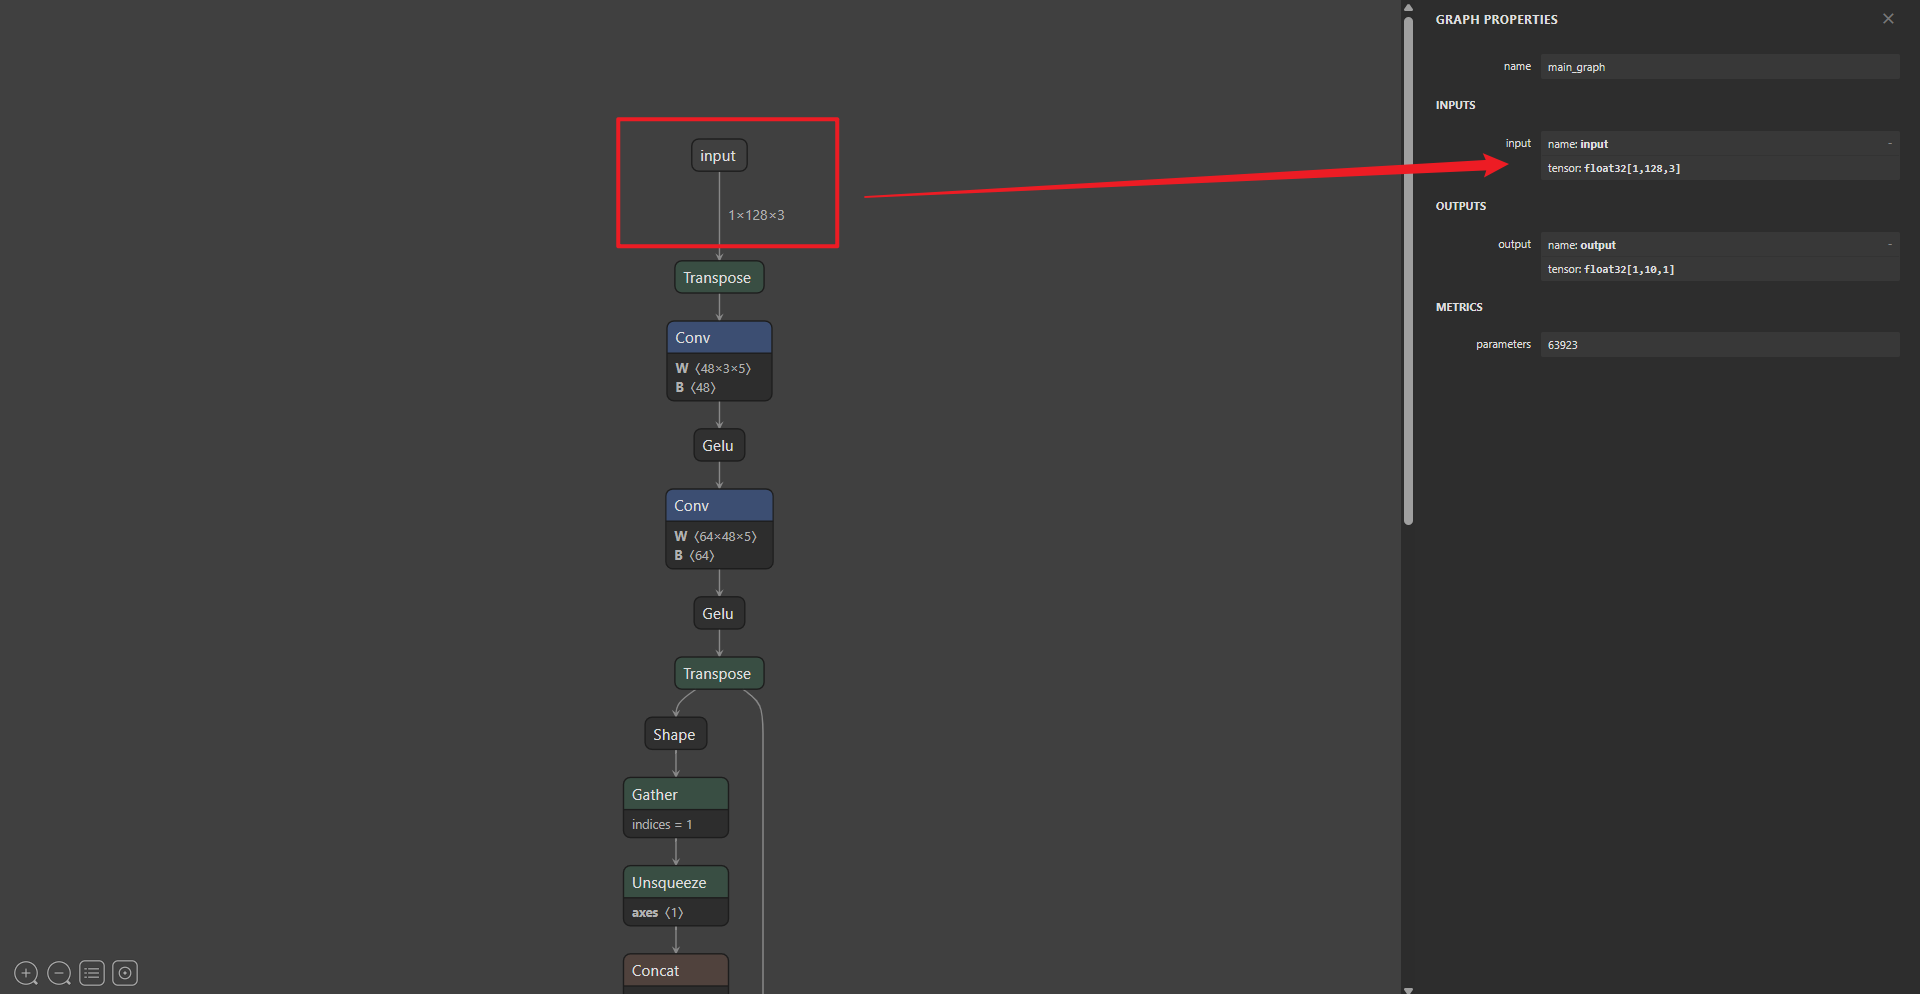 input
1×128×3
Transpose
Conv
W 〈48×3×5〉
B 〈48〉
Gelu
Conv
W 〈64×48×5〉
B 〈64〉
Gelu
Transpose
Shape
Gather
indices = 1
Unsqueeze
axes 〈1〉
Concat
GRAPH PROPERTIES
name main_graph
INPUTS
input name: input -
tensor: float32[1,128,3]
OUTPUTS
output name: output -
tensor: float32[1,10,1]
METRICS
parameters 63923